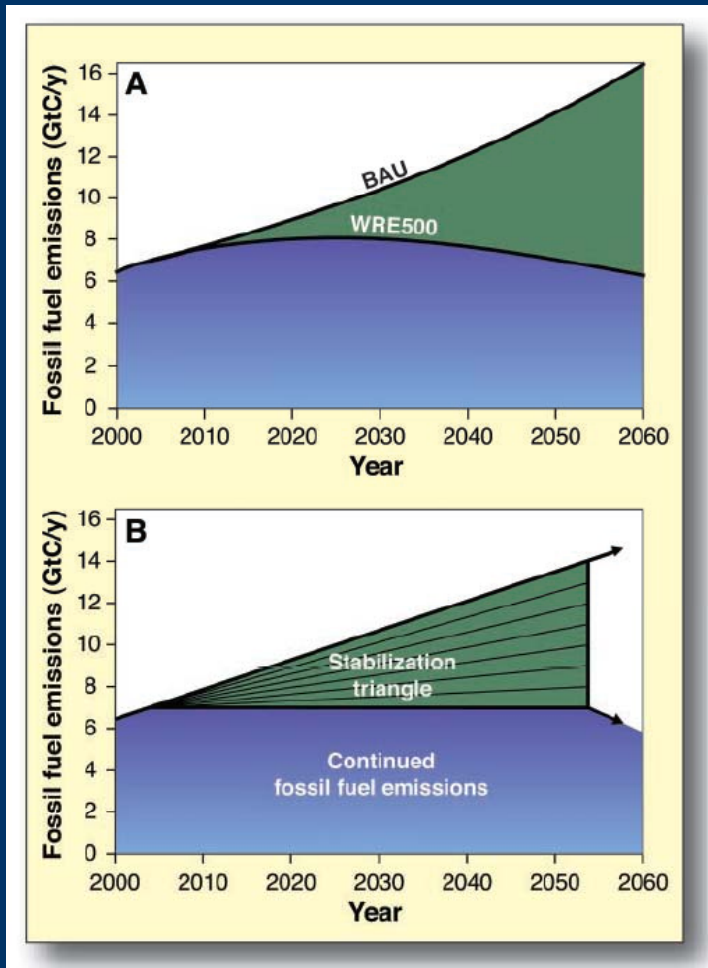 A
Fossil fuel emissions (GtC/y)
16
14
12
10
8
6
4
2
0
BAU
WRE500
2000 2010 2020 2030 2040 2050 2060
Year
B
Fossil fuel emissions (GtC/y)
16
14
12
10
8
6
4
2
0
Stabilization
triangle
Continued
fossil fuel emissions
2000 2010 2020 2030 2040 2050 2060
Year